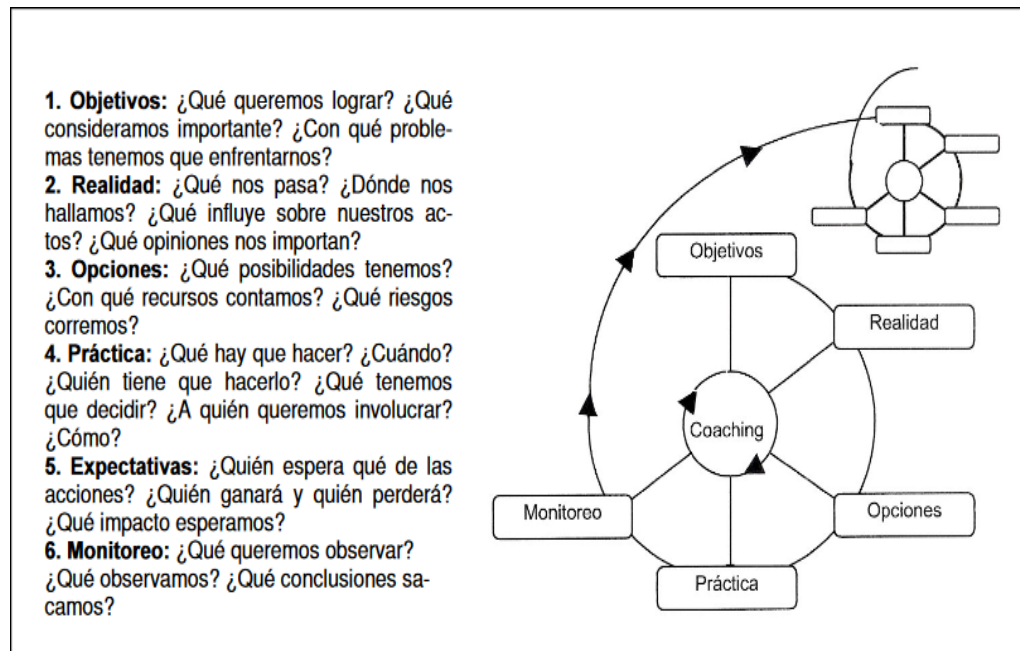 1. Objetivos: ¿Qué queremos lograr? ¿Qué
consideramos importante? ¿Con qué proble-
mas tenemos que enfrentarnos?
2. Realidad: ¿Qué nos pasa? ¿Dónde nos
hallamos? ¿Qué influye sobre nuestros ac-
tos? ¿Qué opiniones nos importan?
3. Opciones: ¿Qué posibilidades tenemos?
¿Con qué recursos contamos? ¿Qué riesgos
corremos?
4. Práctica: ¿Qué hay que hacer? ¿Cuándo?
¿Quién tiene que hacerlo? ¿Qué tenemos
que decidir? ¿A quién queremos involucrar?
¿Cómo?
5. Expectativas: ¿Quién espera qué de las
acciones? ¿Quién ganará y quién perderá?
¿Qué impacto esperamos?
6. Monitoreo: ¿Qué queremos observar?
¿Qué observamos? ¿Qué conclusiones sa-
camos?
Objetivos
Realidad
Coaching
Monitoreo
Opciones
Práctica